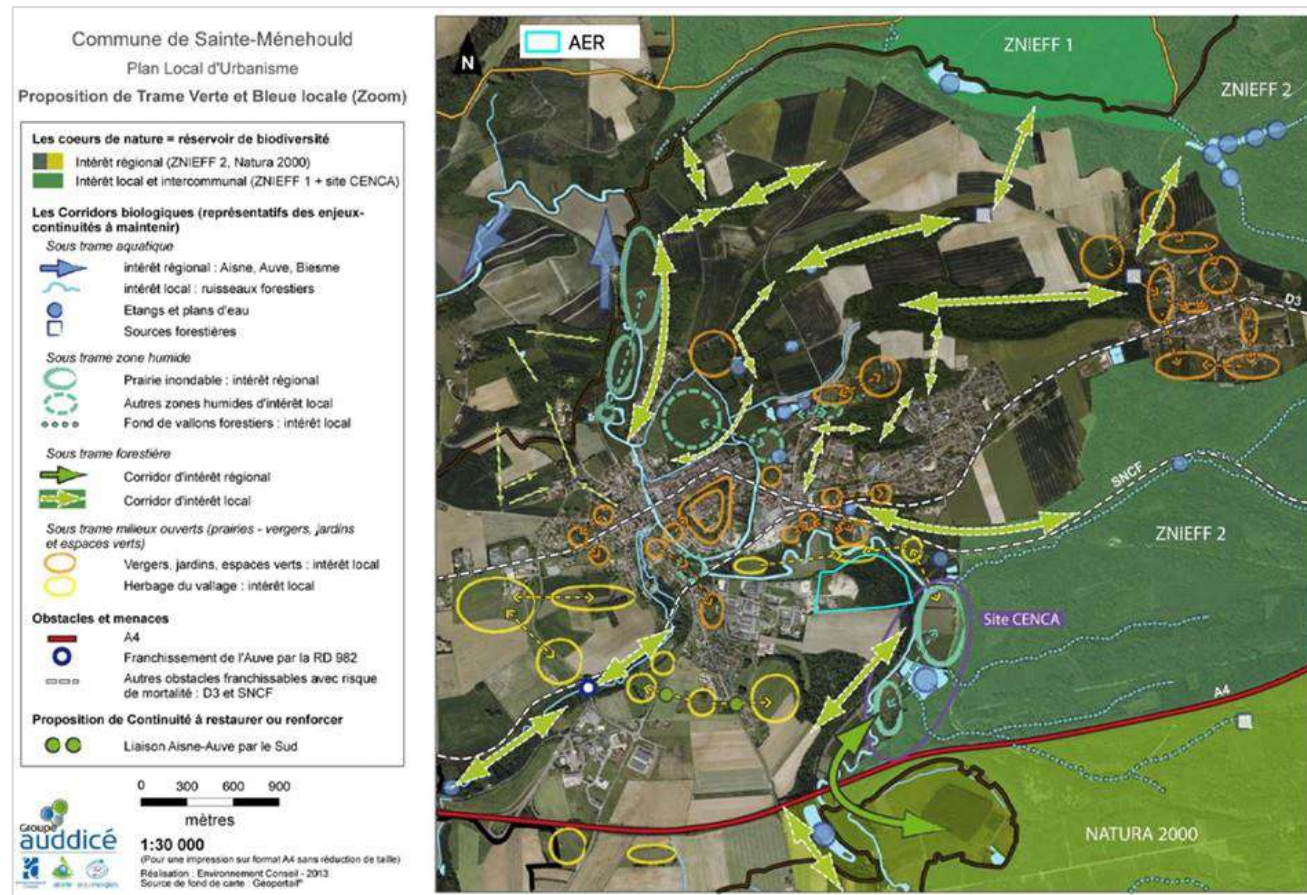 Commune de Sainte-Ménehould
Plan Local d'Urbanisme
Proposition de Trame Verte et Bleue locale (Zoom)
Les coeurs de nature = réservoir de biodiversité
Intérêt régional (ZNIEFF 2, Natura 2000)
Intérêt local et intercommunal (ZNIEFF 1 + site CENCA)
Les Corridors biologiques (représentatifs des enjeux-
continuités à maintenir)
Sous trame aquatique
intérêt régional : Aisne, Auve, Biesme
intérêt local : ruisseaux forestiers
Etangs et plans d'eau
Sources forestières
Sous trame zone humide
Prairie inondable : intérêt régional
Autres zones humides d'intérêt local
Fond de vallons forestiers : intérêt local
Sous trame forestière
Corridor d'intérêt régional
Corridor d'intérêt local
Sous trame milieux ouverts (prairies - vergers, jardins
et espaces verts)
Vergers, jardins, espaces verts : intérêt local
Herbage du vallage : intérêt local
Obstacles et menaces
A4
Franchissement de l'Auve par la RD 982
Autres obstacles franchissables avec risque
de mortalité : D3 et SNCF
Proposition de Continuité à restaurer ou renforcer
Liaison Aisne-Auve par le Sud
0 300 600 900
mètres
1:30 000
(Pour une impression sur format A4 sans réduction de taille)
Réalisation : Environnement Conseil - 2013
Source de fond de carte : Géoportail
Groupe
auddicé
N
AER
ZNIEFF 1
ZNIEFF 2
D3
SNCF
ZNIEFF 2
Site CENCA
A4
NATURA 2000